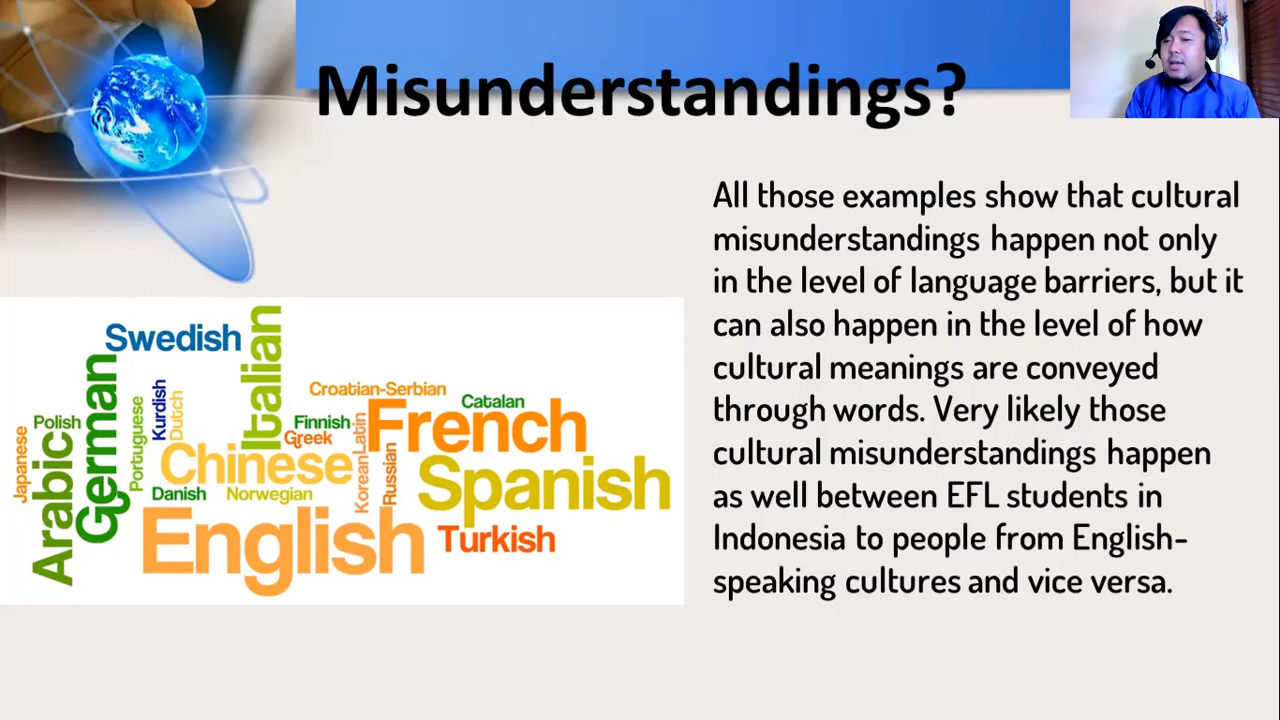 Misunderstandings?
All those examples show that cultural
misunderstandings happen not only
in the level of language barriers, but it
can also happen in the level of how
cultural meanings are conveyed
through words. Very likely those
cultural misunderstandings happen
as well between EFL students in
Indonesia to people from English-
speaking cultures and vice versa.
Swedish
Italian
German
Croatian-Serbian
Kurdish
Dutch
Catalan
Portuguese
Polish
Finnish
French
Latin
Greek
Japanese
Arabic
Chinese
Korean
Russian
Spanish
Danish
Norwegian
English
Turkish